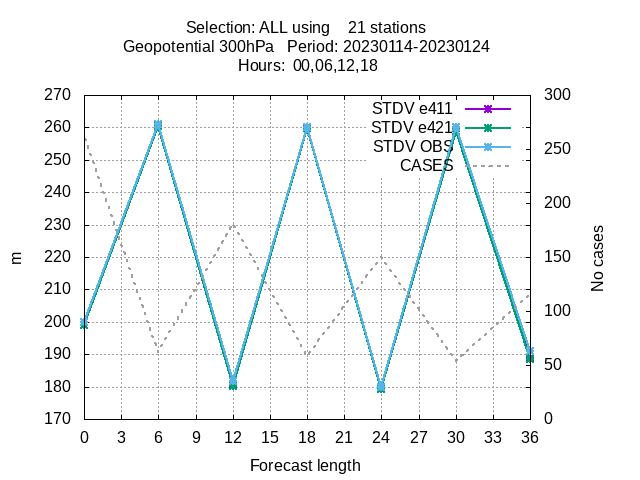 Selection: ALL using 21 stations
Geopotential 300hPa Period: 20230114-20230124
Hours: 00,06,12,18
270
260
250
240
230
220
210
200
190
180
170
m
300
250
200
150
100
50
0
No cases
STDV e411
STDV e421
STDV OBS
CASES
0 3 6 9 12 15 18 21 24 27 30 33 36
Forecast length